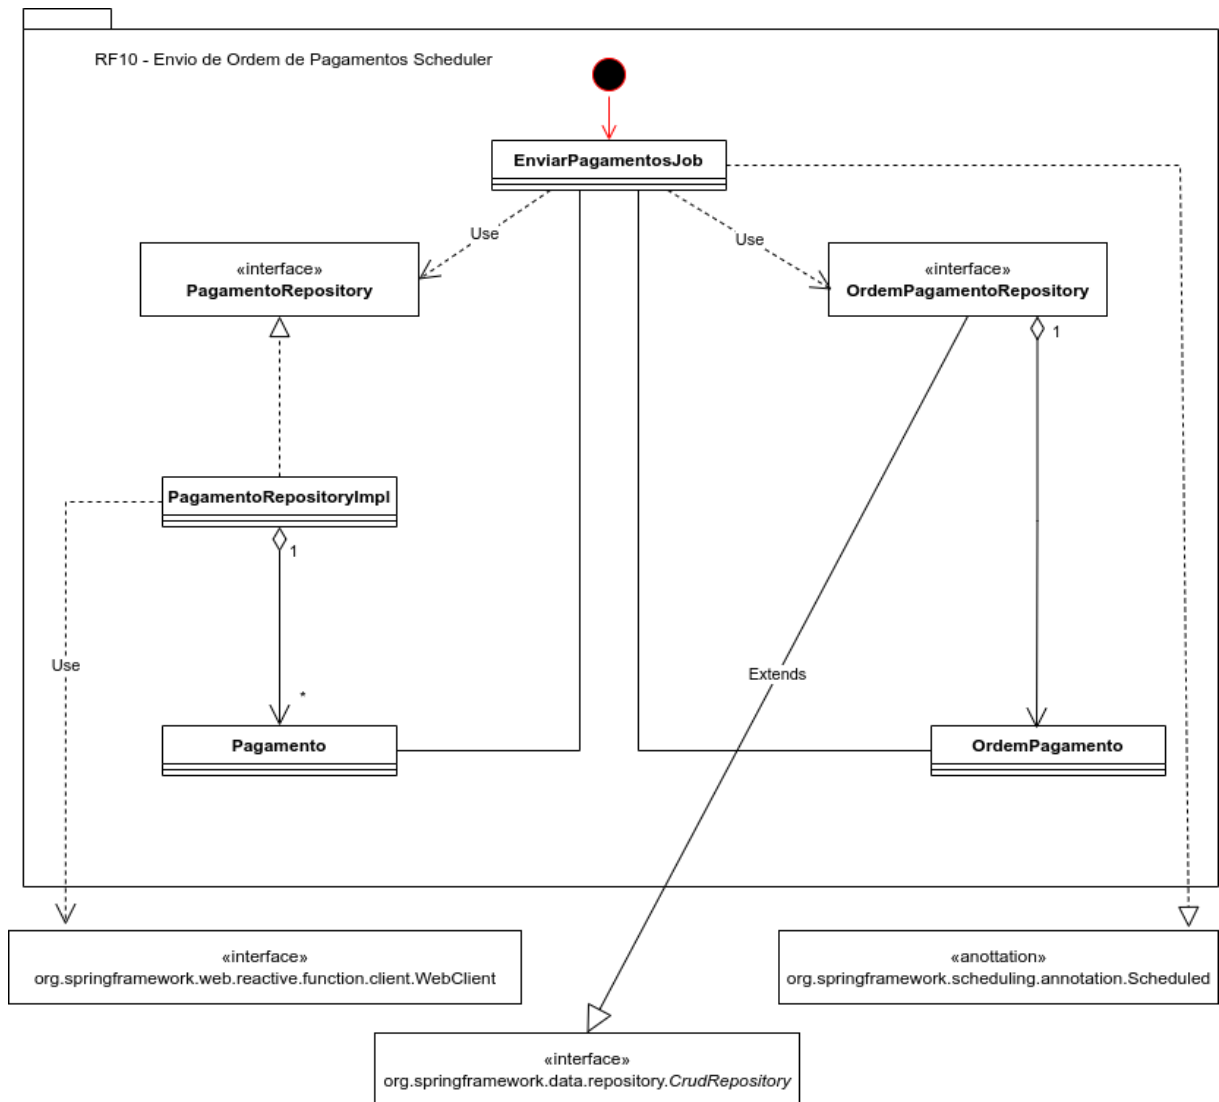 RF10 - Envio de Ordem de Pagamentos Scheduler
EnviarPagamentosJob
Use
Use
«interface»
PagamentoRepository
«interface»
OrdemPagamentoRepository
1
PagamentoRepositoryImpl
1
Use
Extends
*
Pagamento
OrdemPagamento
«interface»
org.springframework.web.reactive.function.client.WebClient
«anottation»
org.springframework.scheduling.annotation.Scheduled
«interface»
org.springframework.data.repository.CrudRepository